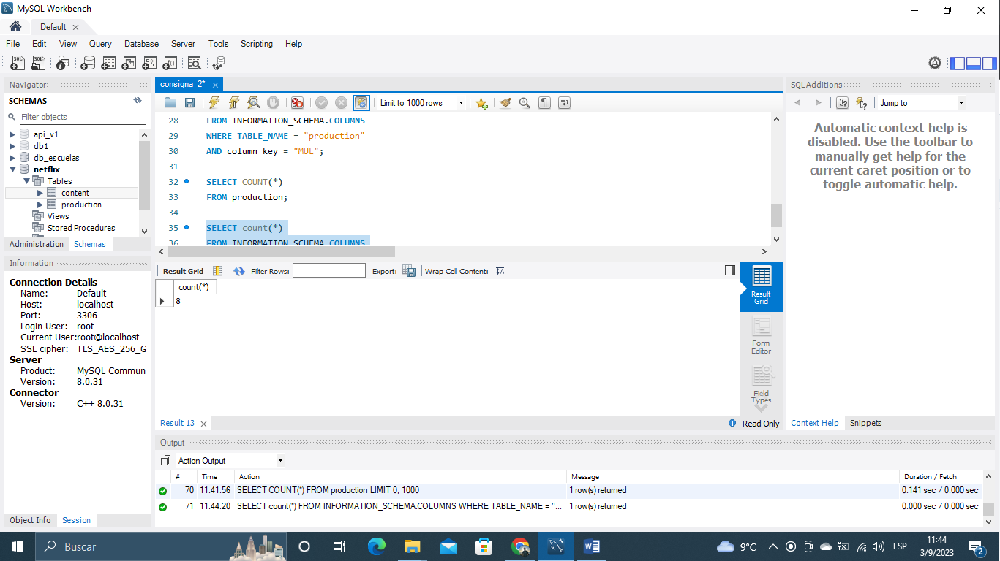 MySQL Workbench
Default
File Edit View Query Database Server Tools Scripting Help
Navigator
SCHEMAS
Filter objects
api_v1
db1
db_escuelas
netflix
Tables
content
production
Views
Stored Procedures
Administration Schemas
Information
Connection Details
Name: Default
Host: localhost
Port: 3306
Login User: root
Current User:root@localhost
SSL cipher: TLS_AES_256_G
Server
Product: MySQL Commun
Version: 8.0.31
Connector
Version: C++ 8.0.31
Object Info Session
consigna_2*
Limit to 1000 rows
28 FROM INFORMATION_SCHEMA.COLUMNS
29 WHERE TABLE_NAME = "production"
30 AND column_key = "MUL";
31
32 SELECT COUNT(*)
33 FROM production;
34
35 SELECT count(*)
36 FROM INFORMATION_SCHEMA.COLUMNS
Result Grid Filter Rows: Export: Wrap Cell Content:
count(*)
8
Result Grid
Form Editor
Field Types
Result 13
Read Only
SQLAdditions
Jump to
Automatic context help is
disabled. Use the toolbar to
manually get help for the
current caret position or to
toggle automatic help.
Context Help Snippets
Output
Action Output
# Time Action Message Duration / Fetch
70 11:41:56 SELECT COUNT(*) FROM production LIMIT 0, 1000 1 row(s) returned 0.141 sec / 0.000 sec
71 11:44:20 SELECT count(*) FROM INFORMATION_SCHEMA.COLUMNS WHERE TABLE_NAME = "... 1 row(s) returned 0.000 sec / 0.000 sec
Buscar
9°C
ESP
11:44
3/9/2023
2